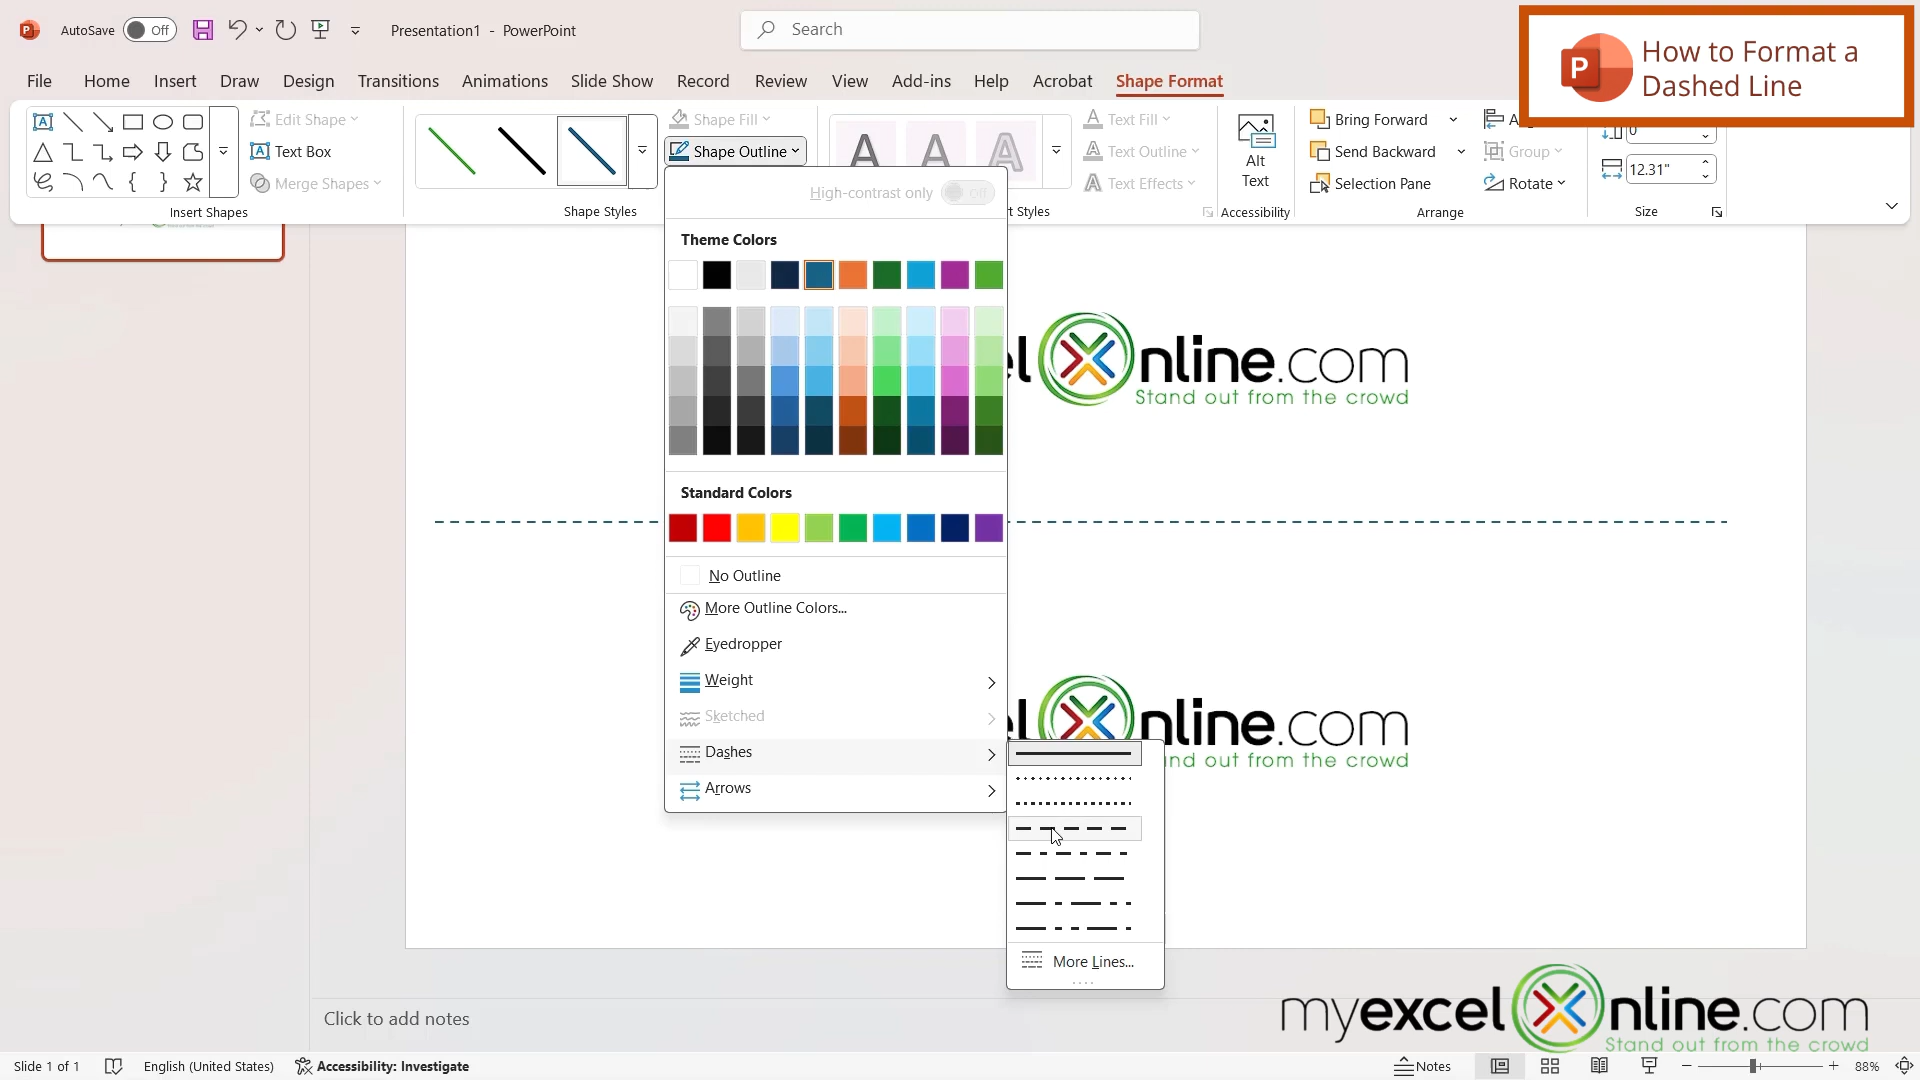 AutoSave Off Presentation1 - PowerPoint Search
How to Format a
Dashed Line
File Home Insert Draw Design Transitions Animations Slide Show Record Review View Add-ins Help Acrobat Shape Format
Edit Shape
Text Box
Merge Shapes
Insert Shapes
Shape Styles
Shape Fill
Shape Outline
A A A
t Styles
Text Fill
Text Outline
Text Effects
Alt
Text
Accessibility
Bring Forward
Send Backward
Selection Pane
Group
Rotate
Arrange
0
12.31"
Size
High-contrast only Off
Theme Colors
Standard Colors
No Outline
More Outline Colors...
Eyedropper
Weight
Sketched
Dashes
Arrows
More Lines...
nline.com
Stand out from the crowd
nline.com
nd out from the crowd
Click to add notes
myexcelonline.com
Stand out from the crowd
Slide 1 of 1 English (United States) Accessibility: Investigate Notes 88%